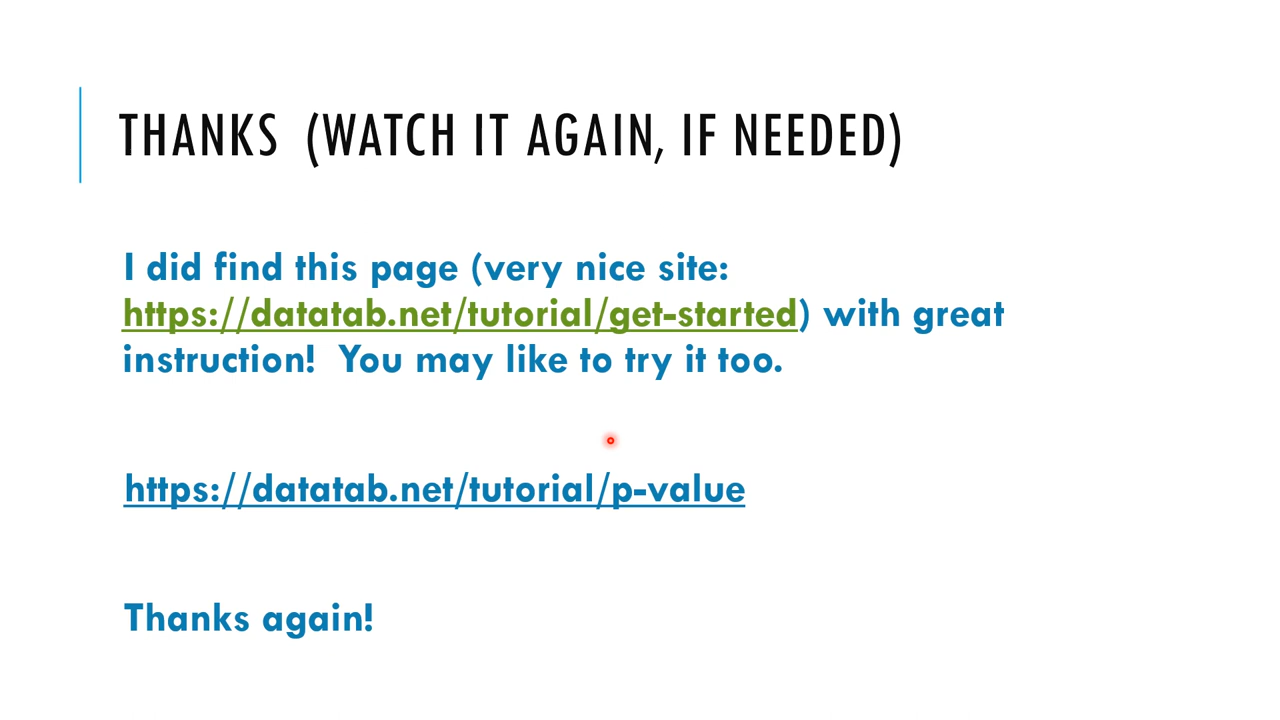 THANKS (WATCH IT AGAIN, IF NEEDED)
I did find this page (very nice site:
https://datatab.net/tutorial/get-started) with great
instruction! You may like to try it too.
https://datatab.net/tutorial/p-value
Thanks again!